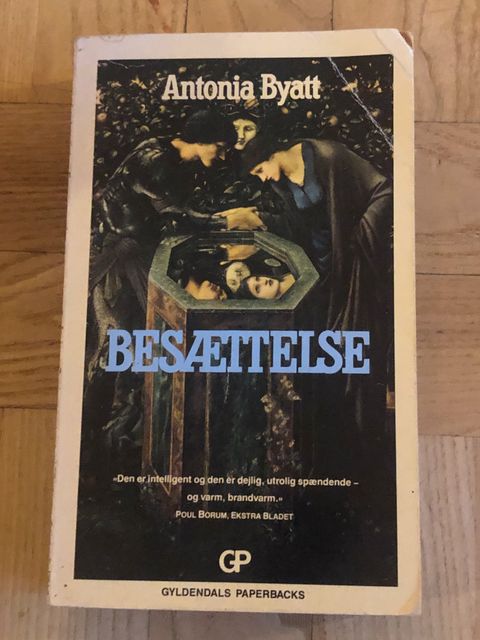 Antonia Byatt
BESÆTTELSE
«Den er intelligent og den er dejlig, utrolig spændende –
og varm, brandvarm.«
POUL BORUM, EKSTRA BLADET
GP
GYLDENDALS PAPERBACKS